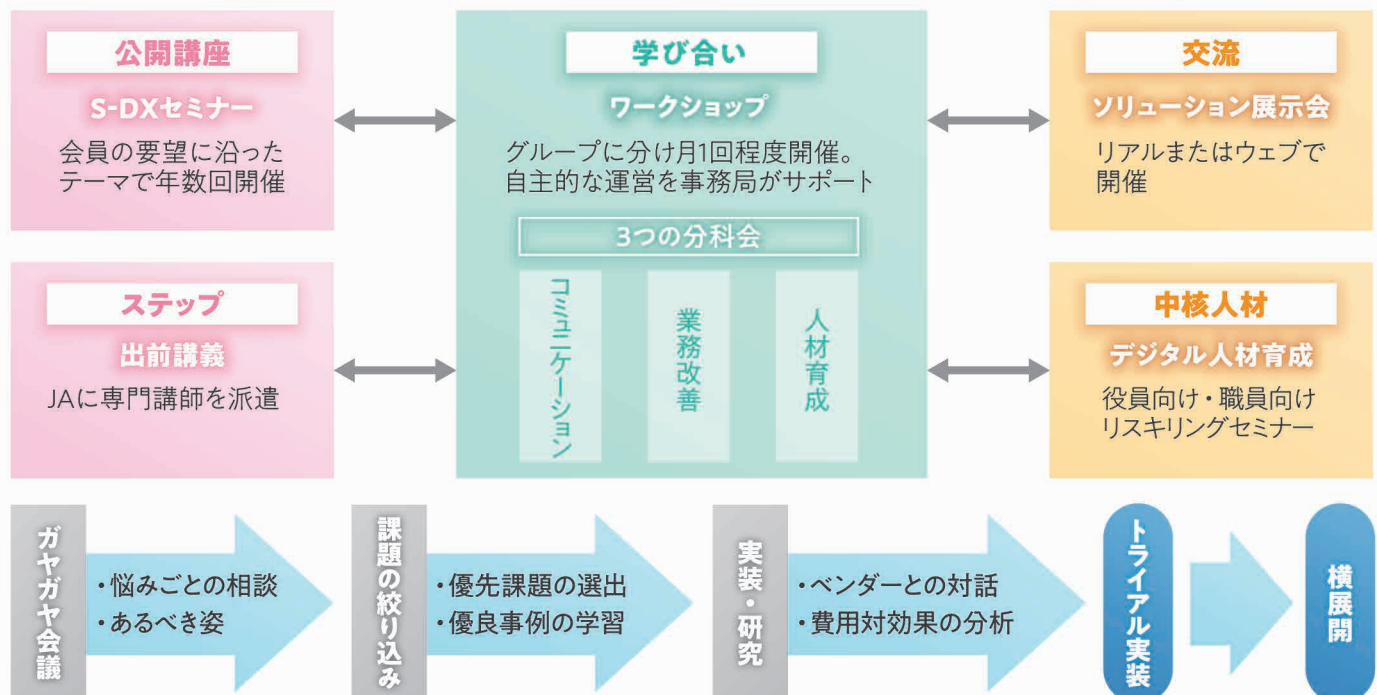 公開講座
S-DXセミナー
会員の要望に沿った
テーマで年数回開催
ステップ
出前講義
JAに専門講師を派遣
学び合い
ワークショップ
グループに分け月1回程度開催。
自主的な運営を事務局がサポート
3つの分科会
コミュニケーション
業務改善
人材育成
交流
ソリューション展示会
リアルまたはウェブで
開催
中核人材
デジタル人材育成
役員向け・職員向け
リスキリングセミナー
ガヤガヤ会議
・悩みごとの相談
・あるべき姿
課題の絞り込み
・優先課題の選出
・優良事例の学習
実装・研究
・ベンダーとの対話
・費用対効果の分析
トライアル実装
横展開